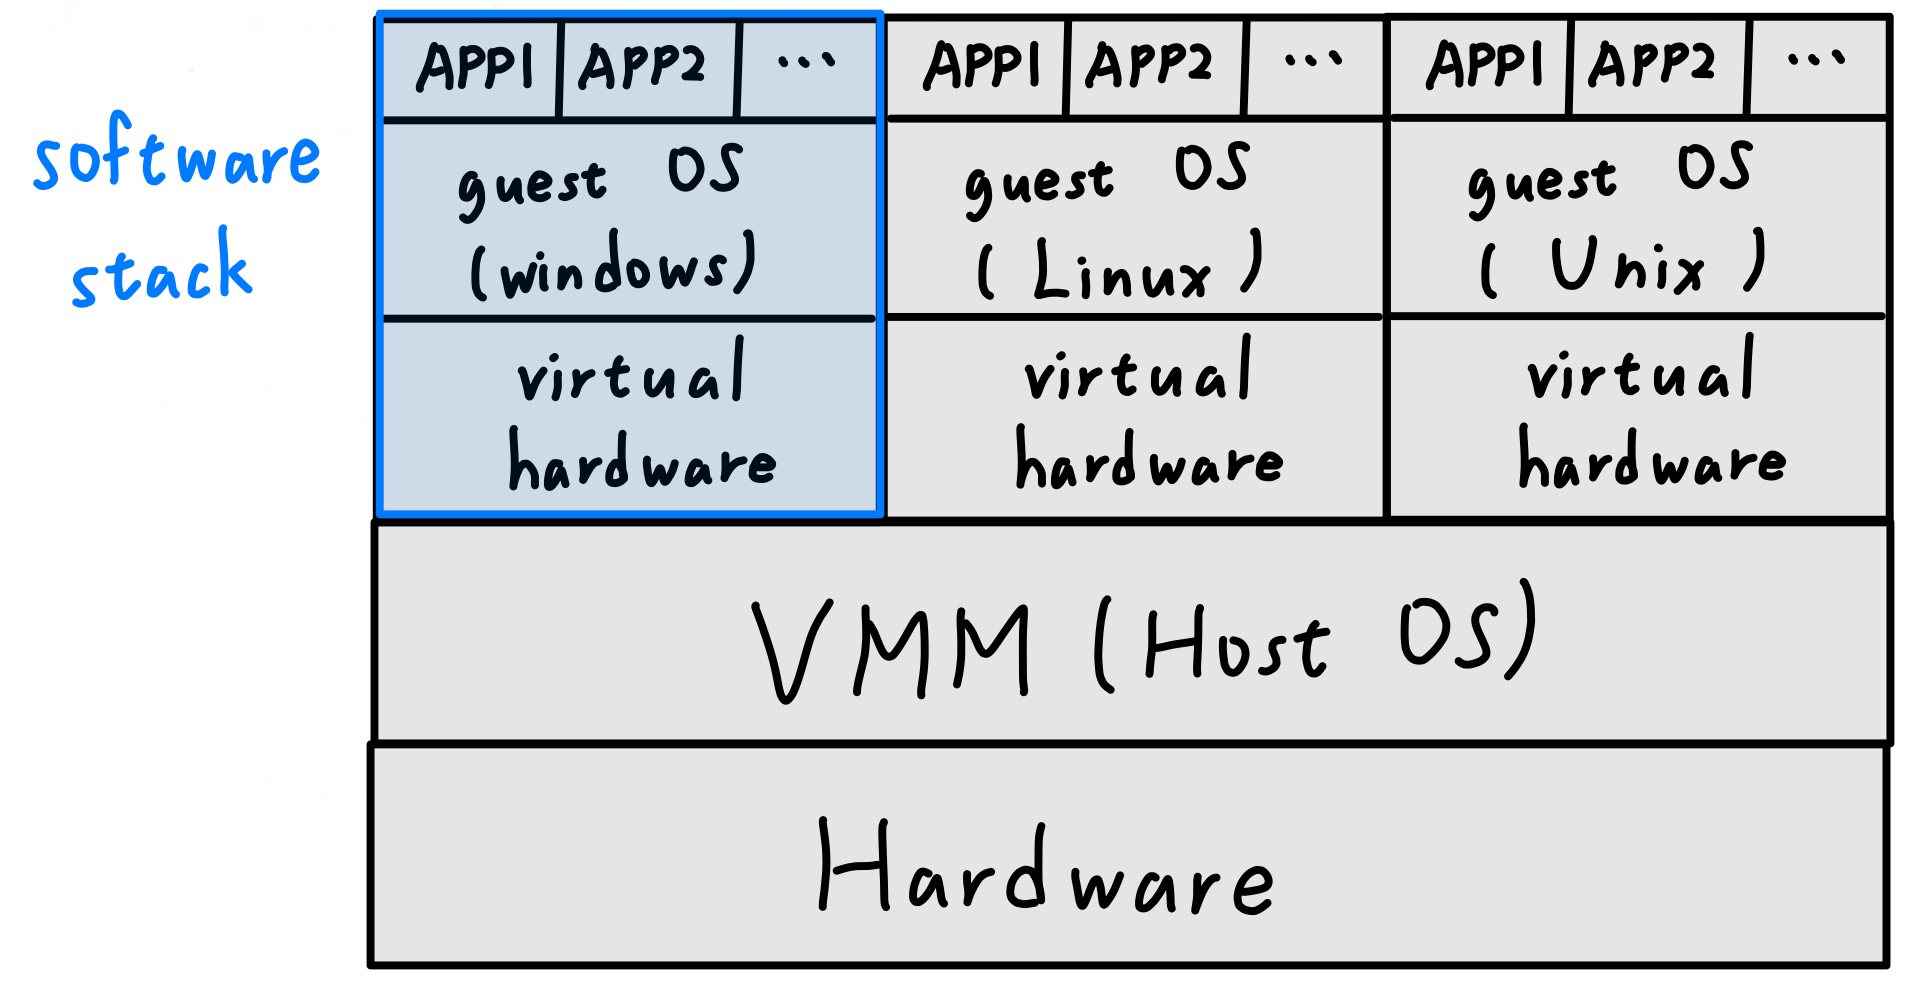 software
stack
APP1 APP2 ...
guest OS
(windows)
virtual
hardware
APP1 APP2 ...
guest OS
( Linux )
virtual
hardware
APP1 APP2 ...
guest OS
( Unix )
virtual
hardware
VMM (Host OS)
Hardware